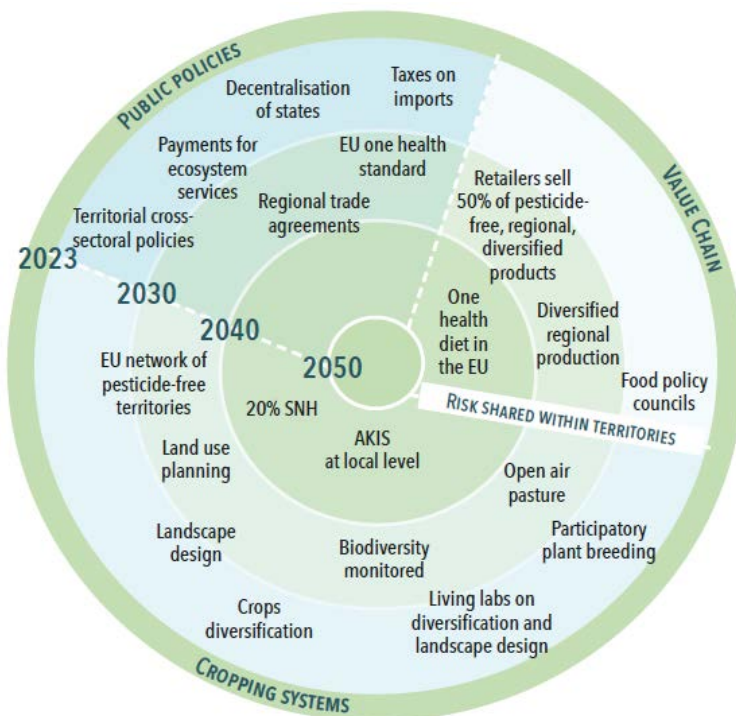 PUBLIC POLICIES
Decentralisation
of states
Taxes on
imports
Payments for
ecosystem
services
EU one health
standard
Territorial cross-
sectoral policies
Regional trade
agreements
VALUE CHAIN
Retailers sell
50% of pesticide-
free, regional,
diversified
products
One
health
diet in
the EU
Diversified
regional
production
Food policy
councils
2023
2030
2040
2050
RISK SHARED WITHIN TERRITORIES
EU network of
pesticide-free
territories
20% SNH
AKIS
at local level
Land use
planning
Open air
pasture
Landscape
design
Biodiversity
monitored
Participatory
plant breeding
Crops
diversification
Living labs on
diversification and
landscape design
CROPPING SYSTEMS